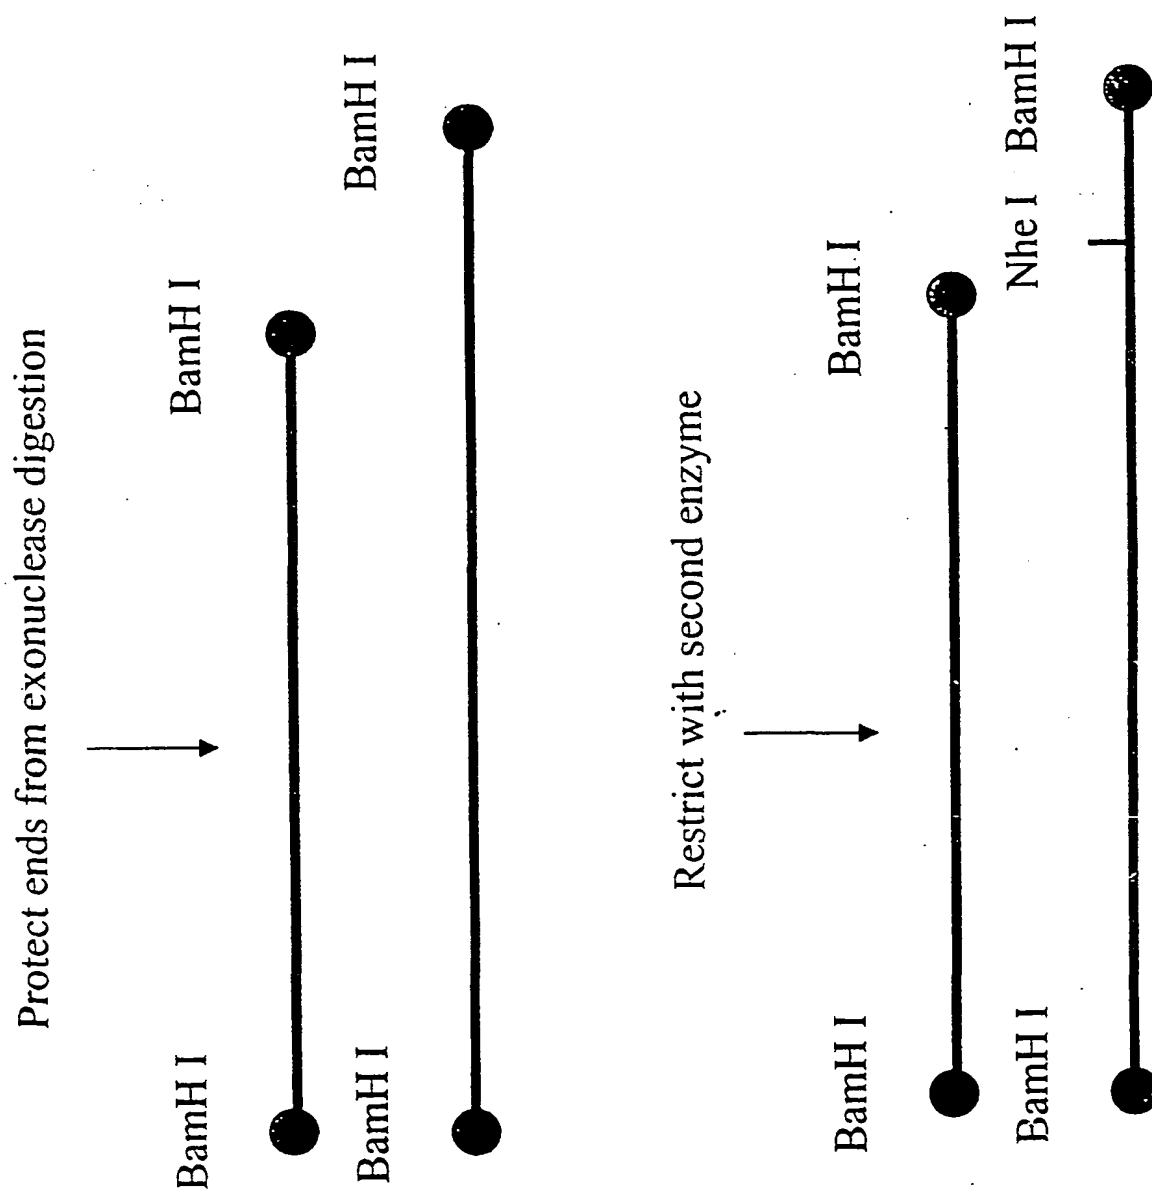 Protect ends from exonuclease digestion
BamH I BamH I
BamH I BamH I
Restrict with second enzyme
BamH I BamH I
BamH I Nhe I BamH I